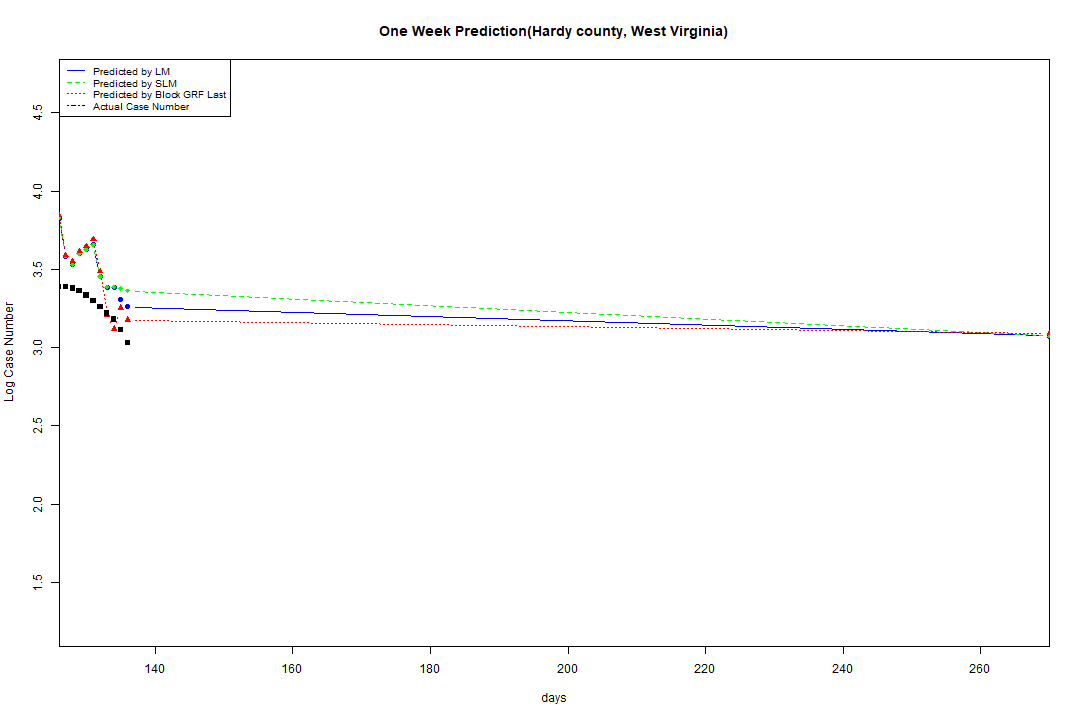 One Week Prediction(Hardy county, West Virginia)
Predicted by LM
Predicted by SLM
Predicted by Block GRF Last
Actual Case Number
Log Case Number
4.5
4.0
3.5
3.0
2.5
2.0
1.5
140 160 180 200 220 240 260
days